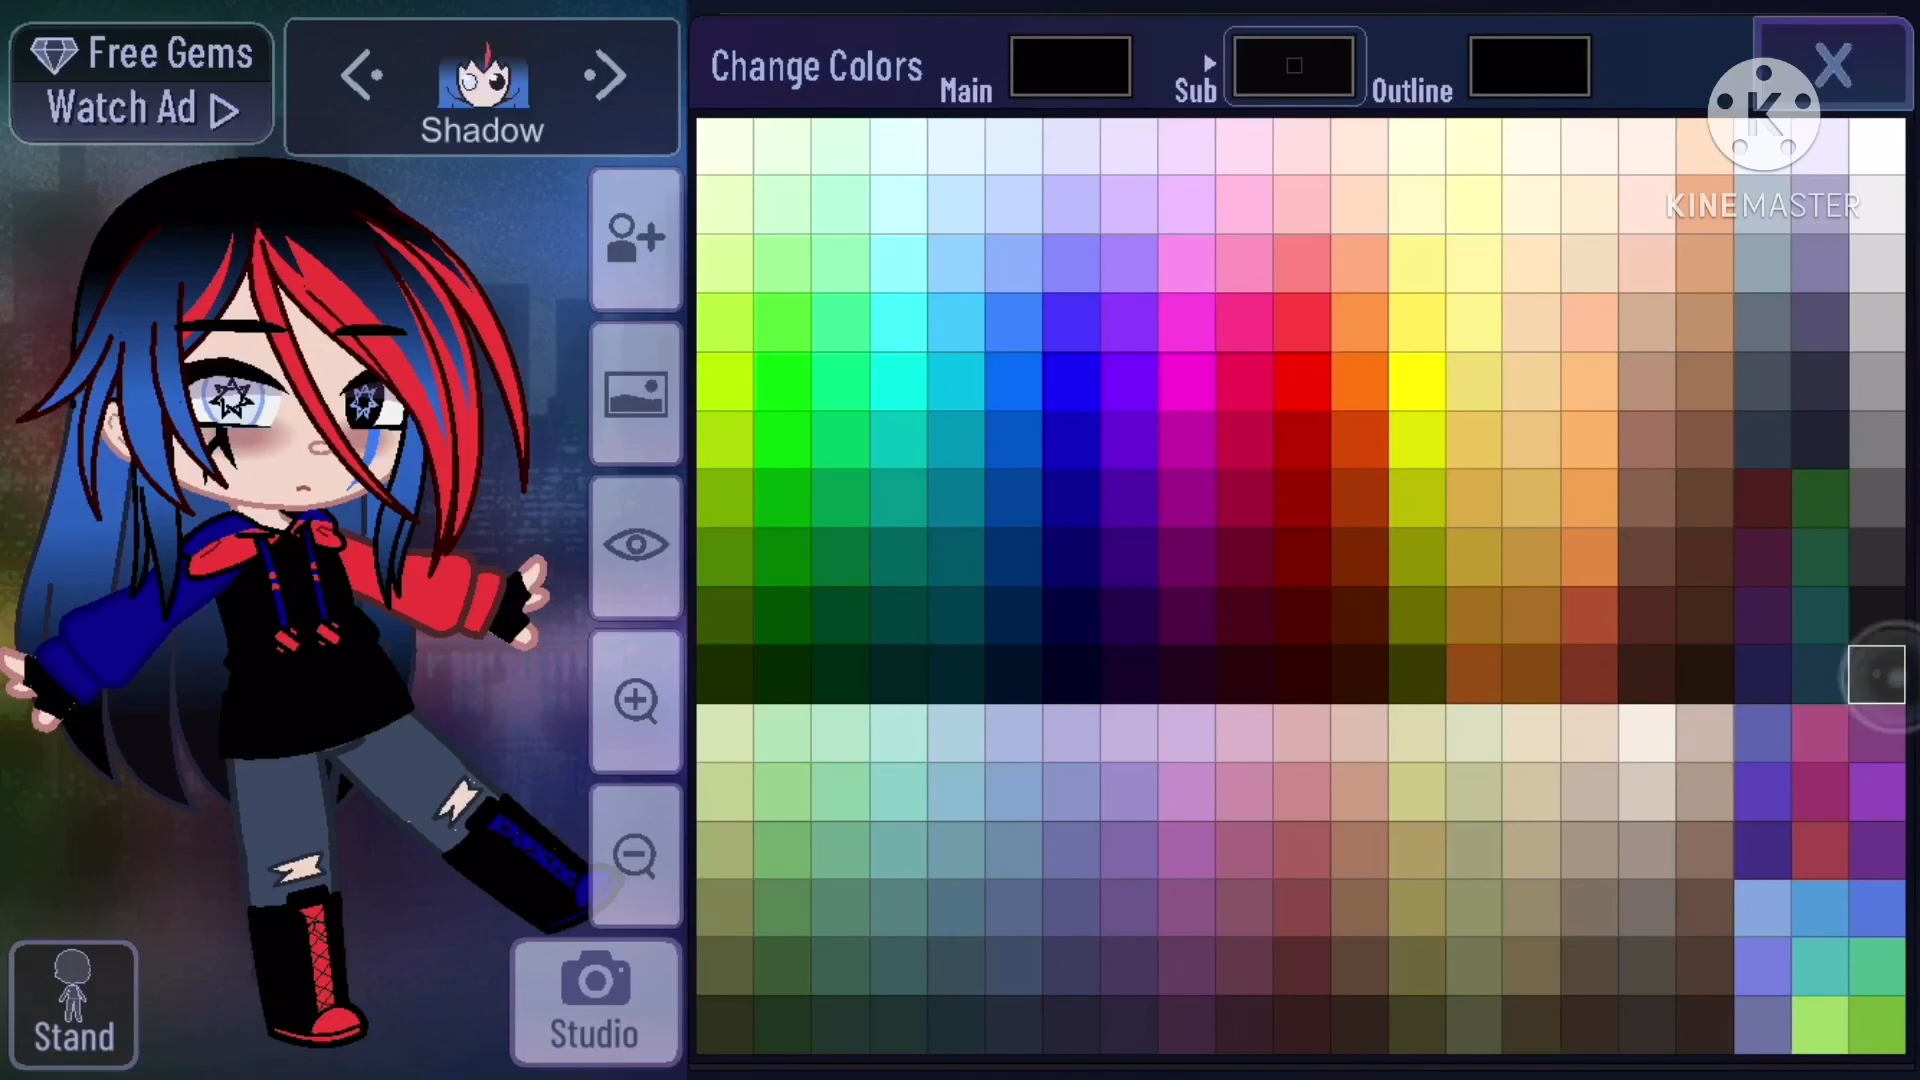 Free Gems
Watch Ad
Shadow
Change Colors
Main
Sub
Outline
X
K
KINEMASTER
Stand
Studio